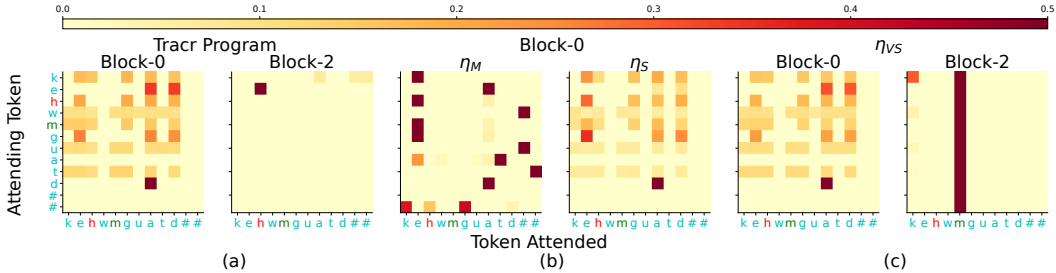 0.0 0.1 0.2 0.3 0.4 0.5
Tracr Program Block-0 η_VS
Block-0 Block-2 η_M η_S Block-0 Block-2
Attending Token
k
e
h
w
m
g
u
a
t
d
#
#
k e h w m g u a t d # # k e h w m g u a t d # # k e h w m g u a t d # # k e h w m g u a t d # # k e h w m g u a t d # # k e h w m g u a t d # #
Token Attended
(a) (b) (c)